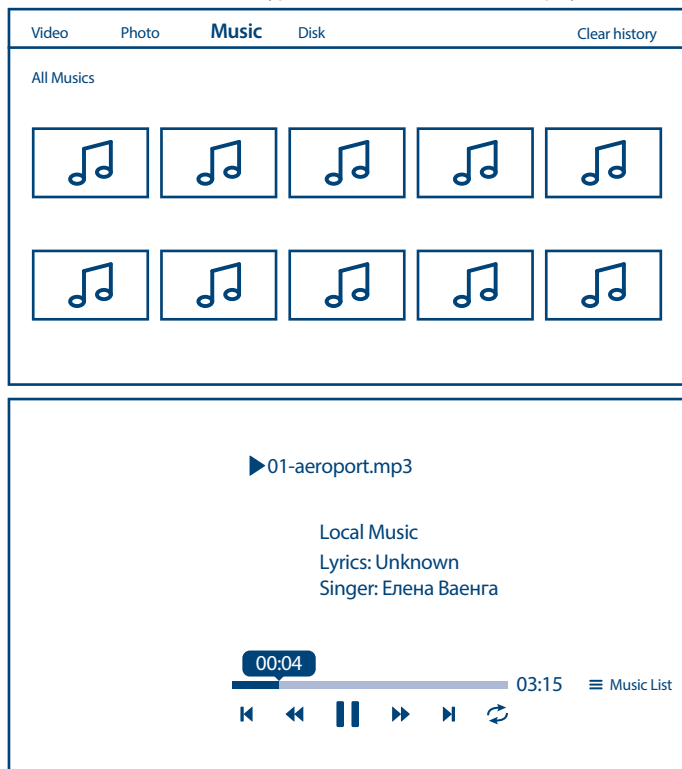 Video Photo Music Disk Clear history
All Musics
01-aeroport.mp3
Local Music
Lyrics: Unknown
Singer: Елена Ваенга
00:04
03:15 Music List